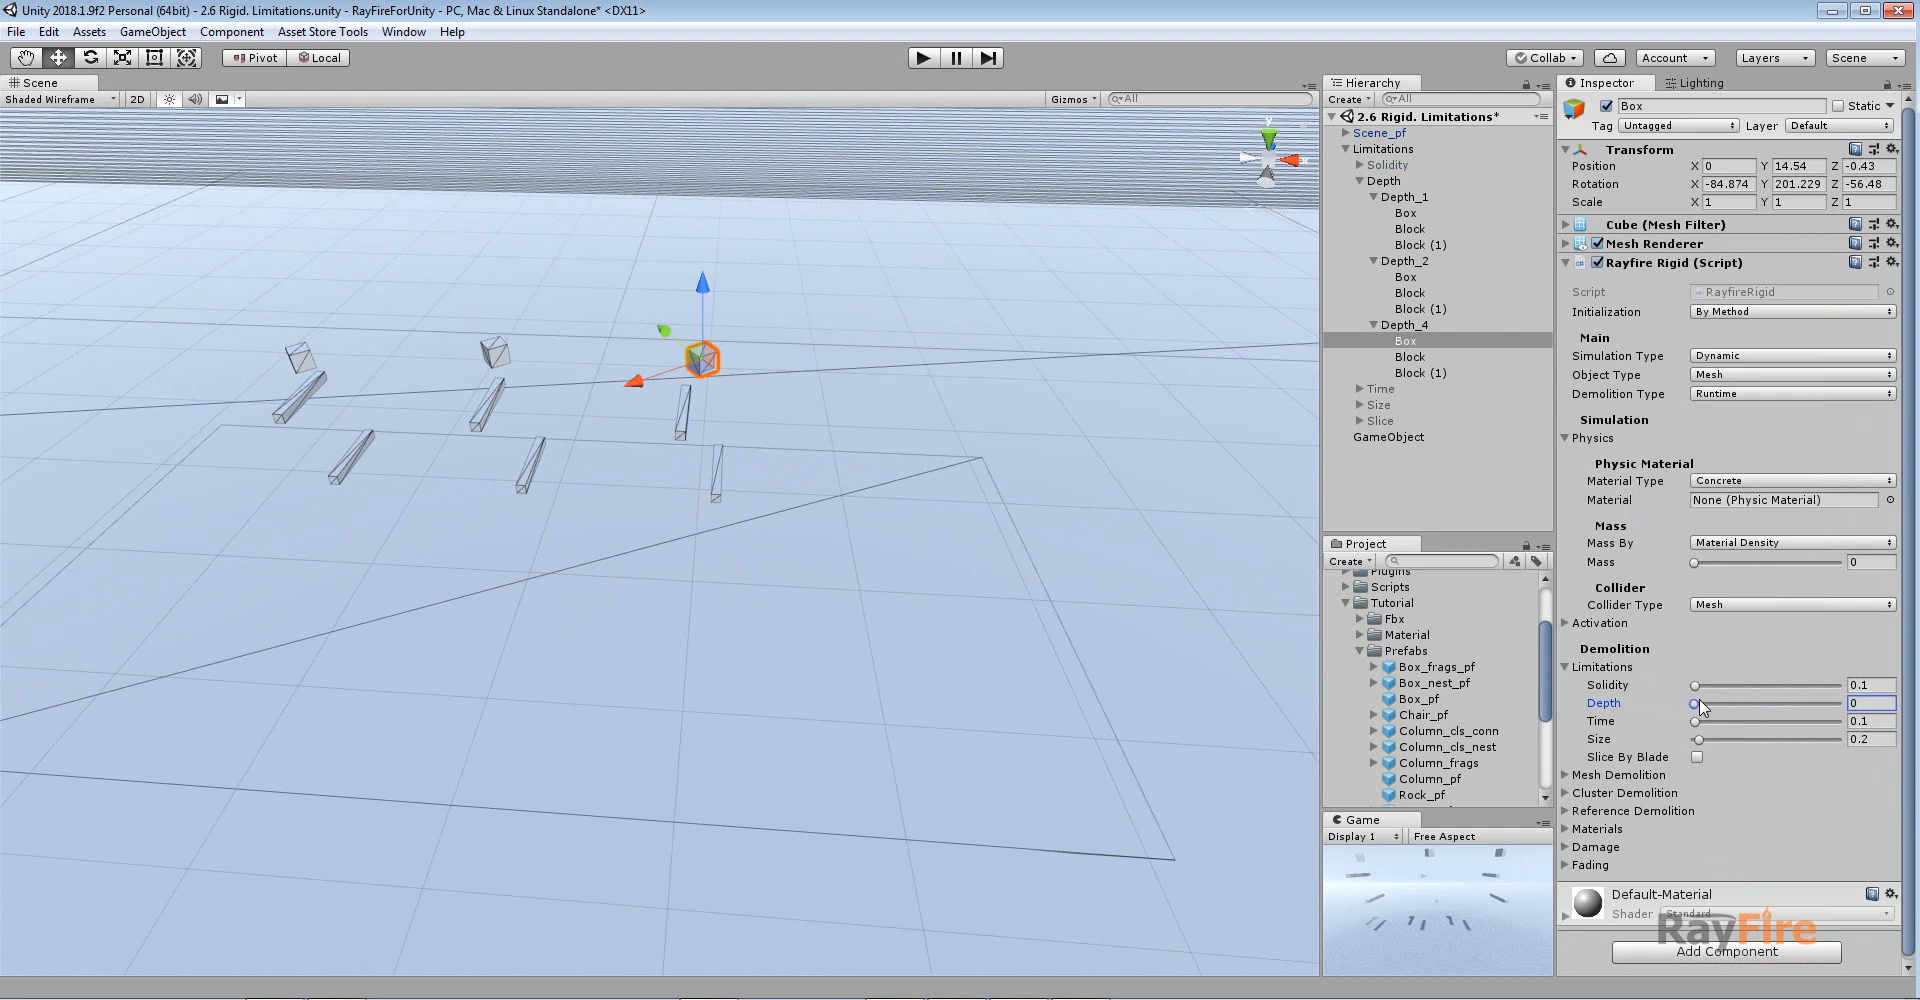 Unity 2018.1.9f2 Personal (64bit) - 2.6 Rigid. Limitations.unity - RayFireForUnity - PC, Mac & Linux Standalone* <DX11>
File Edit Assets GameObject Component Asset Store Tools Window Help
Pivot Local Collab Account Layers Scene
Scene
Shaded Wireframe 2D Gizmos All
y
x
Hierarchy
Create All
2.6 Rigid. Limitations*
Scene_pf
Limitations
Solidity
Depth
Depth_1
Box
Block
Block (1)
Depth_2
Box
Block
Block (1)
Depth_4
Box
Block
Block (1)
Time
Size
Slice
GameObject
Project
Create
Plugins
Scripts
Tutorial
Fbx
Material
Prefabs
Box_frags_pf
Box_nest_pf
Box_pf
Chair_pf
Column_cls_conn
Column_cls_nest
Column_frags
Column_pf
Rock_pf
Game
Display 1 Free Aspect
Inspector Lighting
Box Static
Tag Untagged Layer Default
Transform
Position X 0 Y 14.54 Z -0.43
Rotation X -84.874 Y 201.229 Z -56.48
Scale X 1 Y 1 Z 1
Cube (Mesh Filter)
Mesh Renderer
Rayfire Rigid (Script)
Script RayfireRigid
Initialization By Method
Main
Simulation Type Dynamic
Object Type Mesh
Demolition Type Runtime
Simulation
Physics
Physic Material
Material Type Concrete
Material None (Physic Material)
Mass
Mass By Material Density
Mass 0
Collider
Collider Type Mesh
Activation
Demolition
Limitations
Solidity 0.1
Depth 0
Time 0.1
Size 0.2
Slice By Blade
Mesh Demolition
Cluster Demolition
Reference Demolition
Materials
Damage
Fading
Default-Material
Shader Standard
RayFire
Add Component